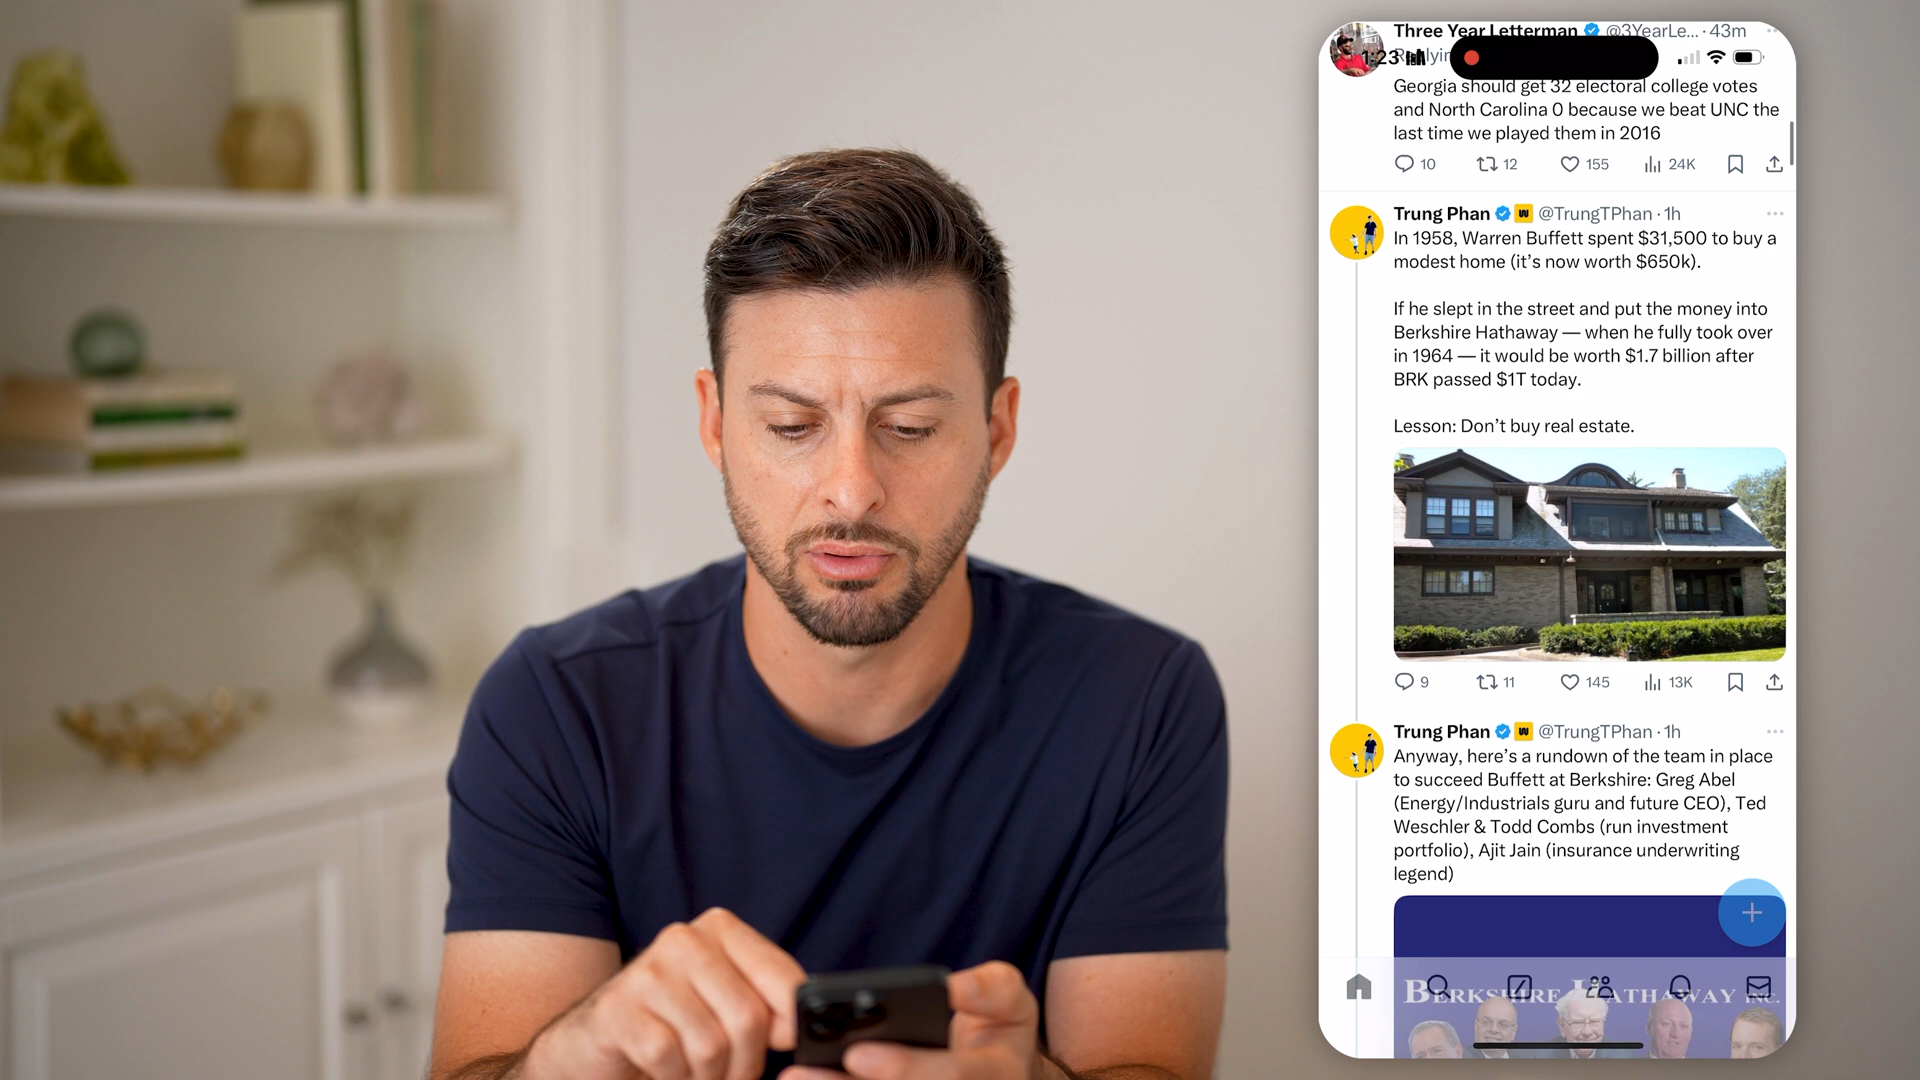 Three Year Letterman @3YearLe... · 43m
1:23
Georgia should get 32 electoral college votes
and North Carolina 0 because we beat UNC the
last time we played them in 2016
10 12 155 24K
Trung Phan W @TrungTPhan · 1h
In 1958, Warren Buffett spent $31,500 to buy a
modest home (it’s now worth $650k).
If he slept in the street and put the money into
Berkshire Hathaway — when he fully took over
in 1964 — it would be worth $1.7 billion after
BRK passed $1T today.
Lesson: Don’t buy real estate.
9 11 145 13K
Trung Phan W @TrungTPhan · 1h
Anyway, here’s a rundown of the team in place
to succeed Buffett at Berkshire: Greg Abel
(Energy/Industrials guru and future CEO), Ted
Weschler & Todd Combs (run investment
portfolio), Ajit Jain (insurance underwriting
legend)
BERKSHIRE HATHAWAY INC.